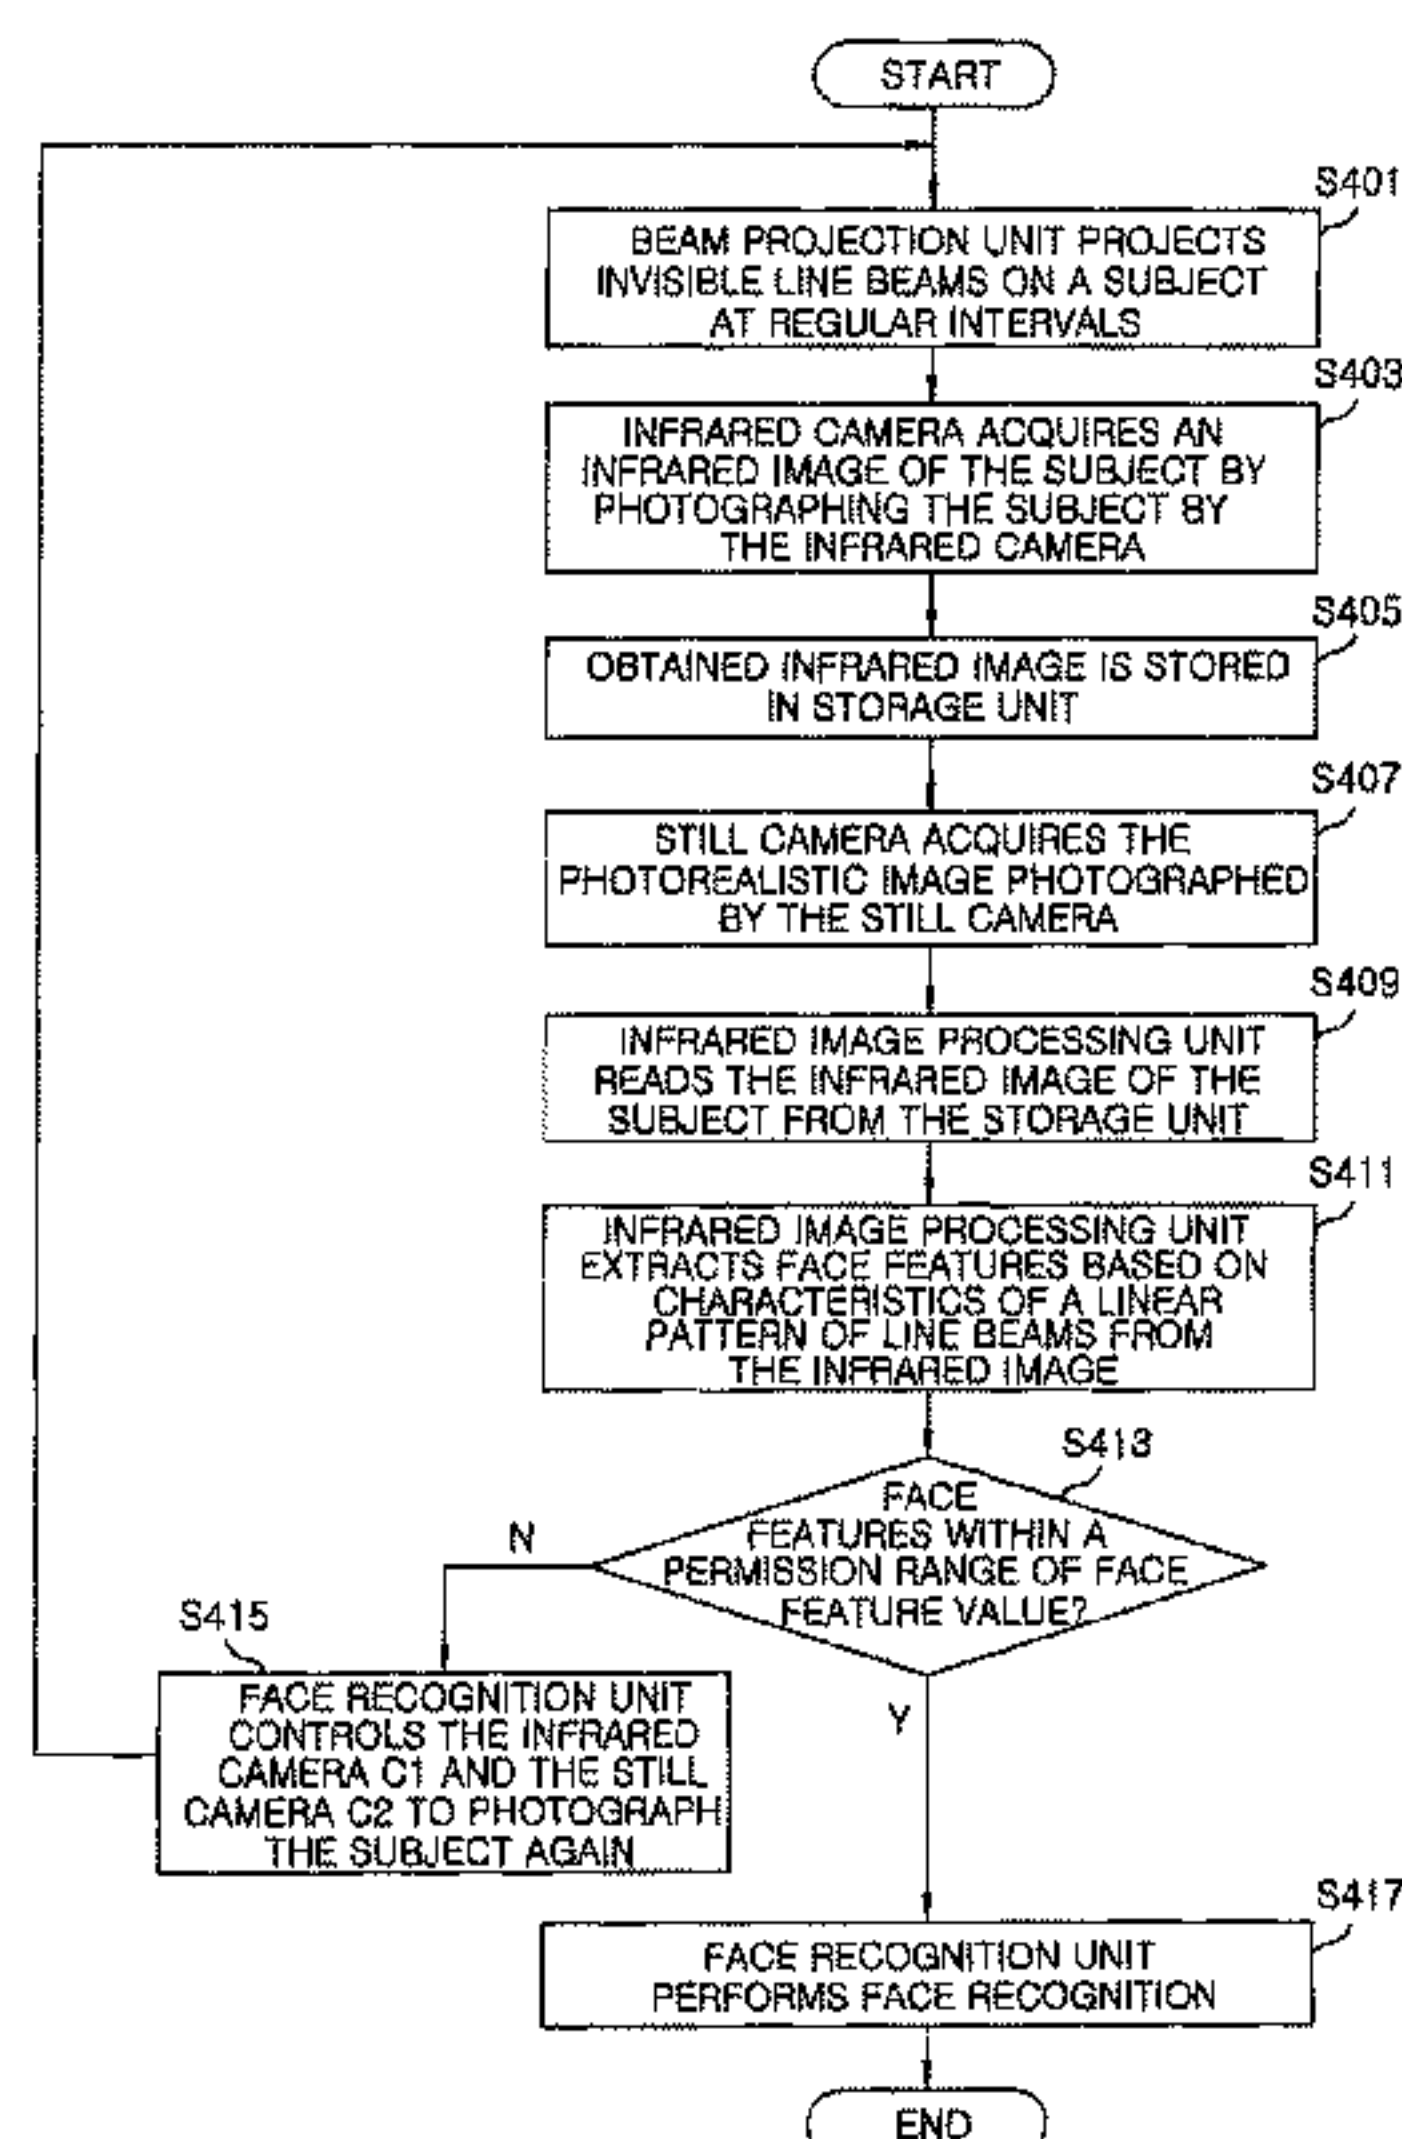 START
S401
BEAM PROJECTION UNIT PROJECTS
INVISIBLE LINE BEAMS ON A SUBJECT
AT REGULAR INTERVALS
S403
INFRARED CAMERA ACQUIRES AN
INFRARED IMAGE OF THE SUBJECT BY
PHOTOGRAPHING THE SUBJECT BY
THE INFRARED CAMERA
S405
OBTAINED INFRARED IMAGE IS STORED
IN STORAGE UNIT
S407
STILL CAMERA ACQUIRES THE
PHOTOREALISTIC IMAGE PHOTOGRAPHED
BY THE STILL CAMERA
S409
INFRARED IMAGE PROCESSING UNIT
READS THE INFRARED IMAGE OF THE
SUBJECT FROM THE STORAGE UNIT
S411
INFRARED IMAGE PROCESSING UNIT
EXTRACTS FACE FEATURES BASED ON
CHARACTERISTICS OF A LINEAR
PATTERN OF LINE BEAMS FROM
THE INFRARED IMAGE
S413
FACE
FEATURES WITHIN A
PERMISSION RANGE OF FACE
FEATURE VALUE?
N
S415
FACE RECOGNITION UNIT
CONTROLS THE INFRARED
CAMERA C1 AND THE STILL
CAMERA C2 TO PHOTOGRAPH
THE SUBJECT AGAIN
Y
S417
FACE RECOGNITION UNIT
PERFORMS FACE RECOGNITION
END